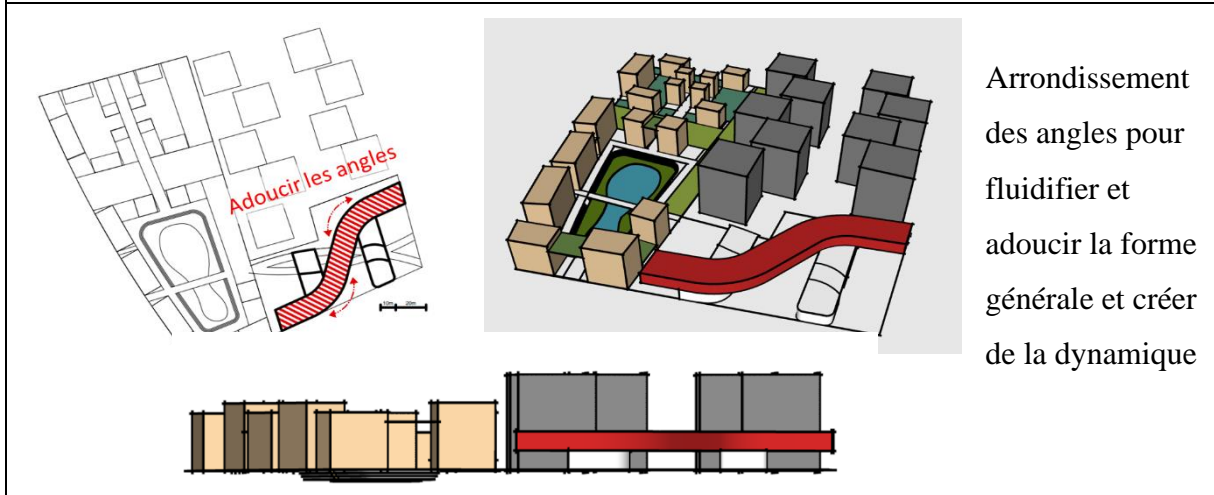 Adoucir les angles
10m 20m
Arrondissement
des angles pour
fluidifier et
adoucir la forme
générale et créer
de la dynamique